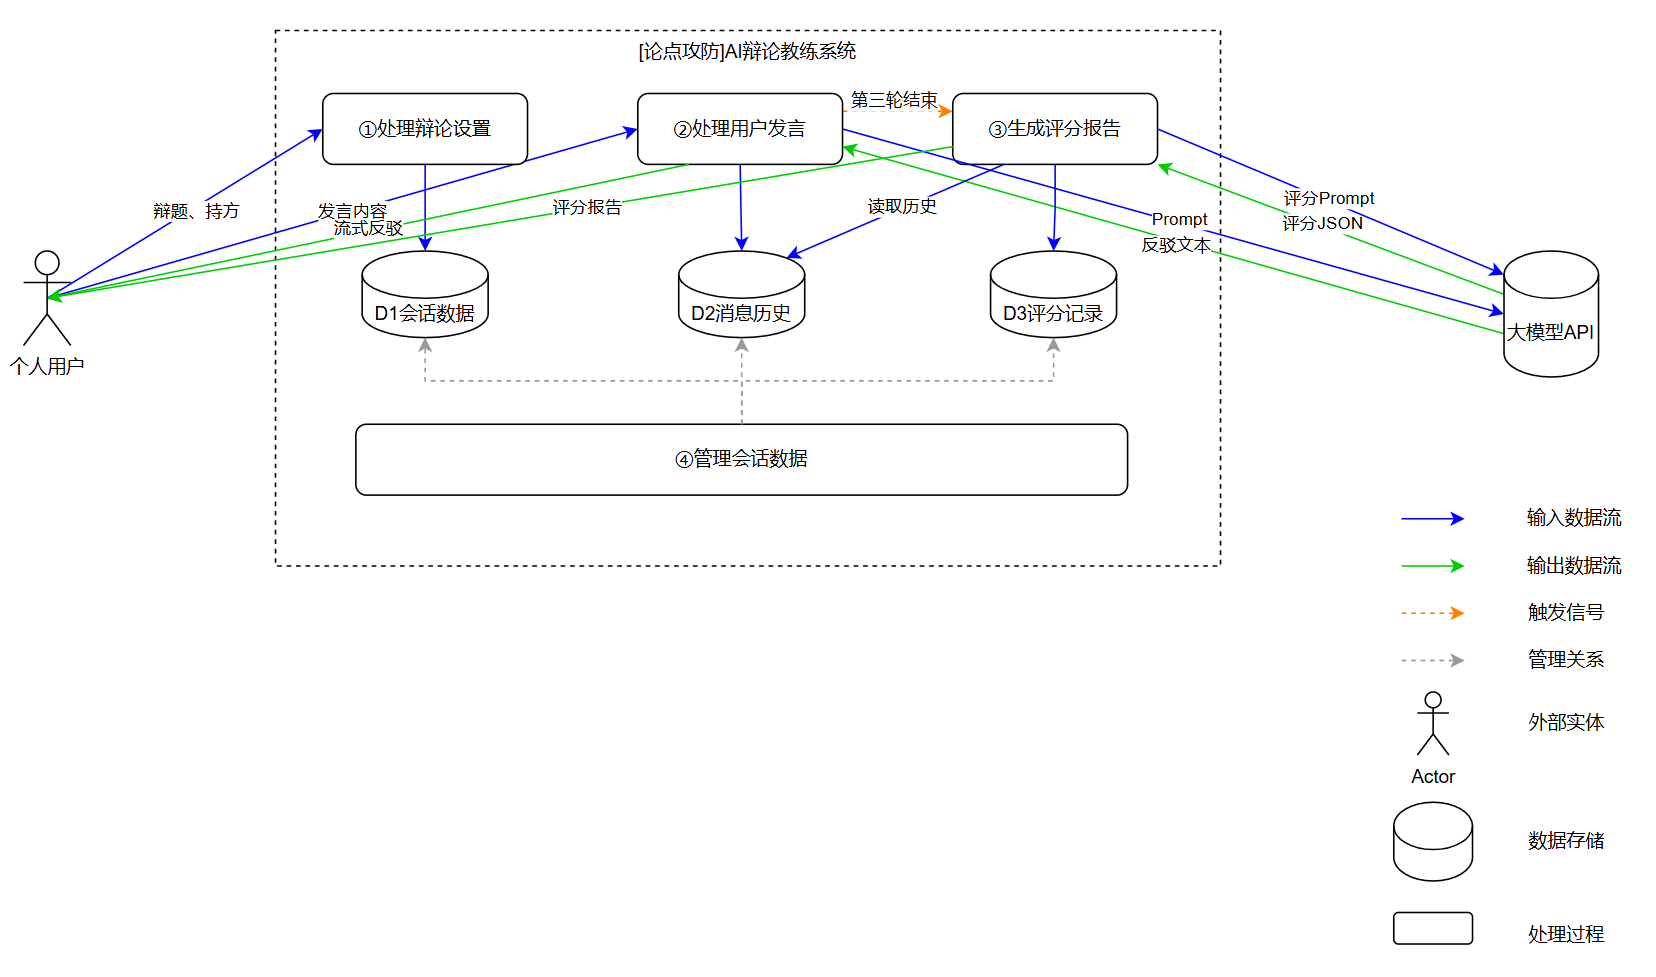 [论点攻防]AI辩论教练系统
第三轮结束
①处理辩论设置
②处理用户发言
③生成评分报告
辩题、持方
发言内容
流式反驳
评分报告
读取历史
Prompt
反驳文本
评分Prompt
评分JSON
D1会话数据
D2消息历史
D3评分记录
大模型API
个人用户
④管理会话数据
输入数据流
输出数据流
触发信号
管理关系
外部实体
Actor
数据存储
处理过程